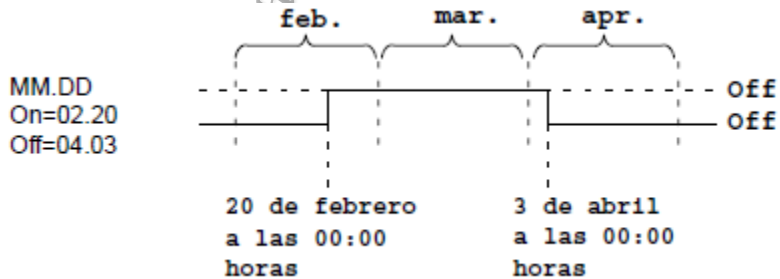 feb. mar. apr.
MM.DD
On=02.20
Off=04.03
Off
Off
20 de febrero
a las 00:00
horas
3 de abril
a las 00:00
horas